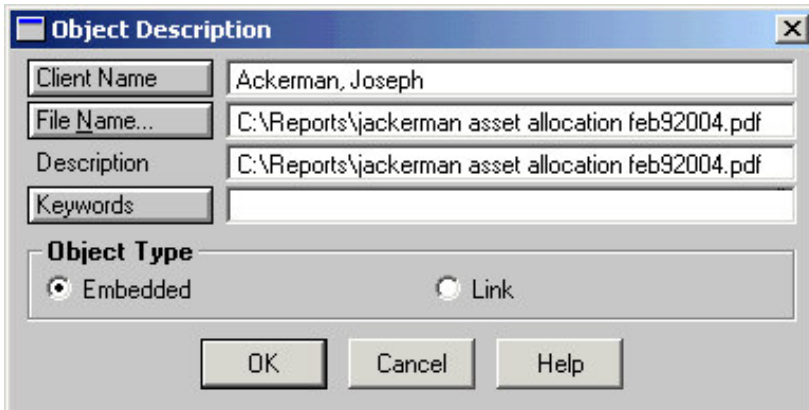 Object Description
Client Name Ackerman, Joseph
File Name... C:\Reports\jackerman asset allocation feb92004.pdf
Description C:\Reports\jackerman asset allocation feb92004.pdf
Keywords
Object Type
Embedded Link
OK Cancel Help